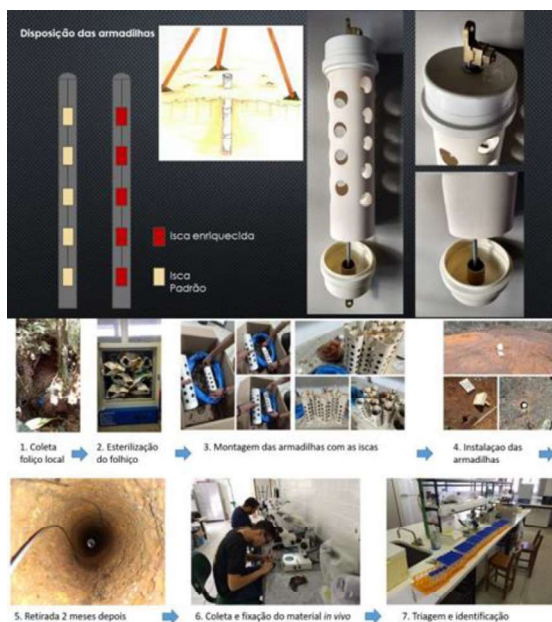 Disposição das armadilhas
Isca enriquecida
Isca
Padrão
1. Coleta
foliço local
2. Esterilização
do folhiço
3. Montagem das armadilhas com as iscas
4. Instalaçao das
armadilhas
5. Retirada 2 meses depois
6. Coleta e fixação do material in vivo
7. Triagem e identificação